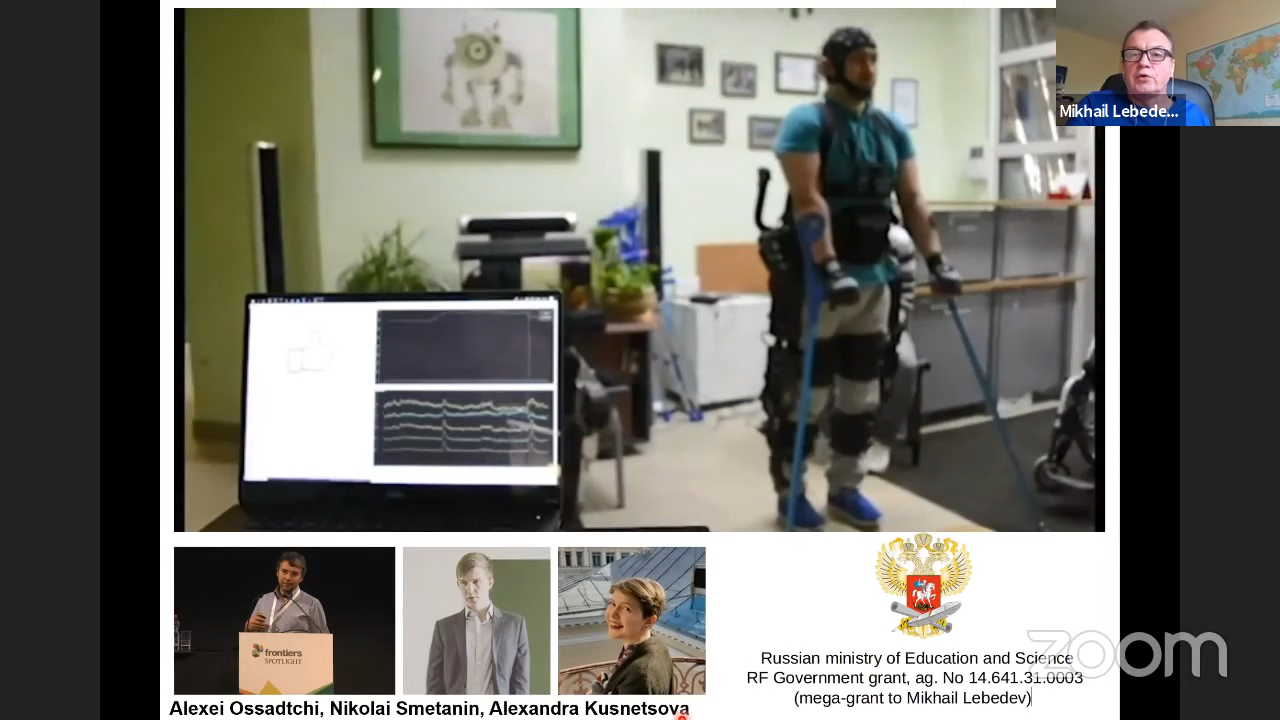 Mikhail Lebede...
frontiers
SPOTLIGHT
zoom
Russian ministry of Education and Science
RF Government grant, ag. No 14.641.31.0003
(mega-grant to Mikhail Lebedev)
Alexei Ossadtchi, Nikolai Smetanin, Alexandra Kusnetsova